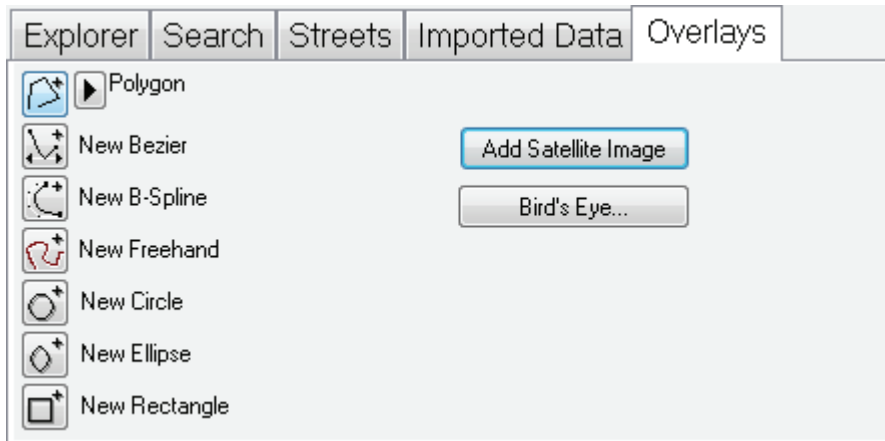 Explorer Search Streets Imported Data Overlays
Polygon
New Bezier
Add Satellite Image
New B-Spline
Bird's Eye...
New Freehand
New Circle
New Ellipse
New Rectangle